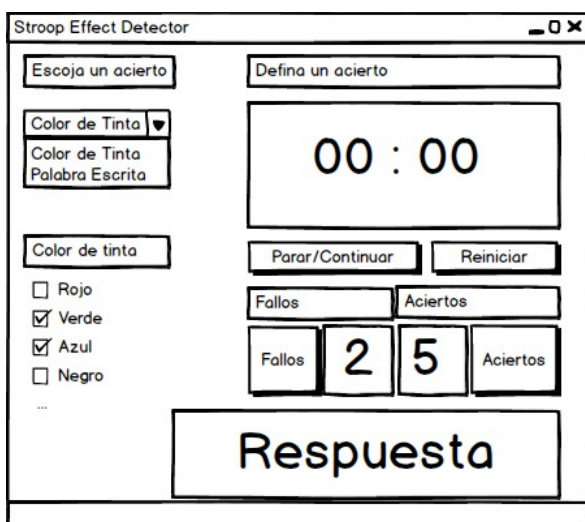 Stroop Effect Detector
Escoja un acierto
Defina un acierto
Color de Tinta
Color de Tinta
Palabra Escrita
00 : 00
Color de tinta
Parar/Continuar
Reiniciar
Rojo
Verde
Azul
Negro
...
Fallos
Aciertos
Fallos
2
5
Aciertos
Respuesta